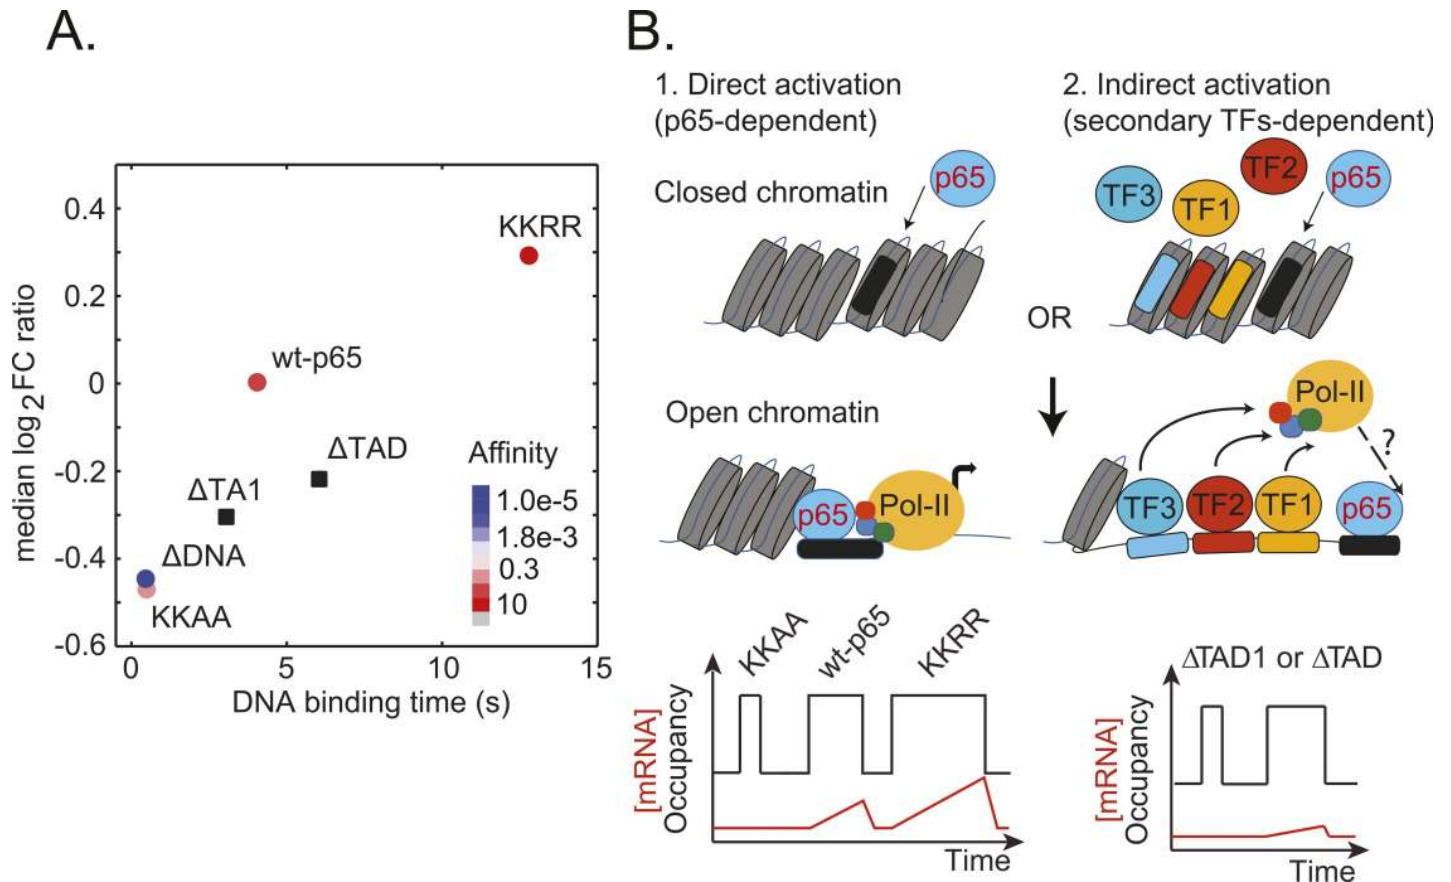 A.
median log2FC ratio
0.4
0.2
0
-0.2
-0.4
-0.6
0
5
10
15
DNA binding time (s)
KKRR
wt-p65
ΔTAD
ΔTA1
ΔDNA
KKAA
Affinity
1.0e-5
1.8e-3
0.3
10
B.
1. Direct activation
(p65-dependent)
Closed chromatin
p65
Open chromatin
p65
Pol-II
KKAA
wt-p65
KKRR
[mRNA]
Occupancy
Time
OR
2. Indirect activation
(secondary TFs-dependent)
TF3
TF1
TF2
p65
Pol-II
?
TF3
TF2
TF1
p65
ΔTAD1 or ΔTAD
[mRNA]
Occupancy
Time